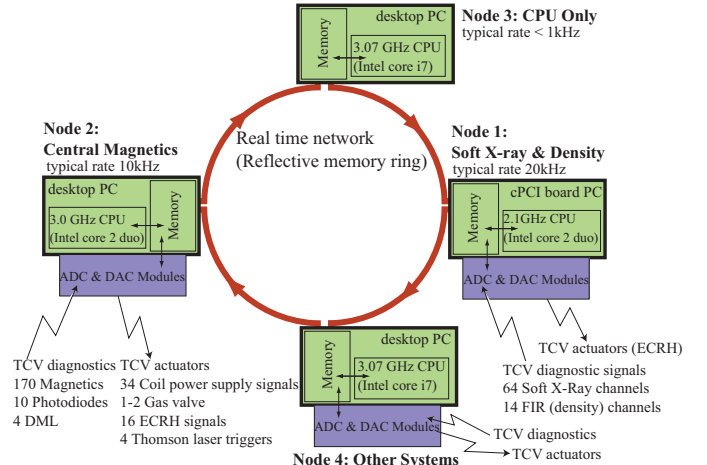 desktop PC
Memory
3.07 GHz CPU
(Intel core i7)
Node 3: CPU Only
typical rate < 1kHz
Node 2:
Central Magnetics
typical rate 10kHz
desktop PC
3.0 GHz CPU
(Intel core 2 duo)
Memory
ADC & DAC Modules
Real time network
(Reflective memory ring)
Node 1:
Soft X-ray & Density
typical rate 20kHz
cPCI board PC
Memory
2.1GHz CPU
(Intel core 2 duo)
ADC & DAC Modules
TCV diagnostics
170 Magnetics
10 Photodiodes
4 DML
TCV actuators
34 Coil power supply signals
1-2 Gas valve
16 ECRH signals
4 Thomson laser triggers
desktop PC
Memory
3.07 GHz CPU
(Intel core i7)
ADC & DAC Modules
Node 4: Other Systems
TCV actuators (ECRH)
TCV diagnostic signals
64 Soft X-Ray channels
14 FIR (density) channels
TCV diagnostics
TCV actuators